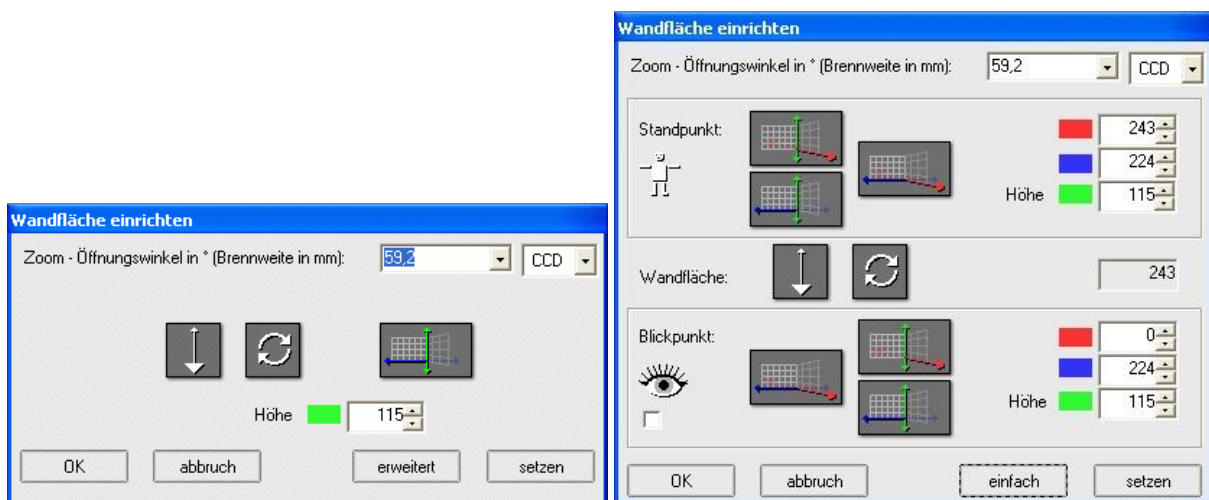 Wandfläche einrichten
Zoom - Öffnungswinkel in ° (Brennweite in mm): 59,2 CCD
Höhe 115
OK abbruch erweitert setzen
Wandfläche einrichten
Zoom - Öffnungswinkel in ° (Brennweite in mm): 59,2 CCD
Standpunkt: 243
224
Höhe 115
Wandfläche: 243
Blickpunkt: 0
224
Höhe 115
OK abbruch einfach setzen